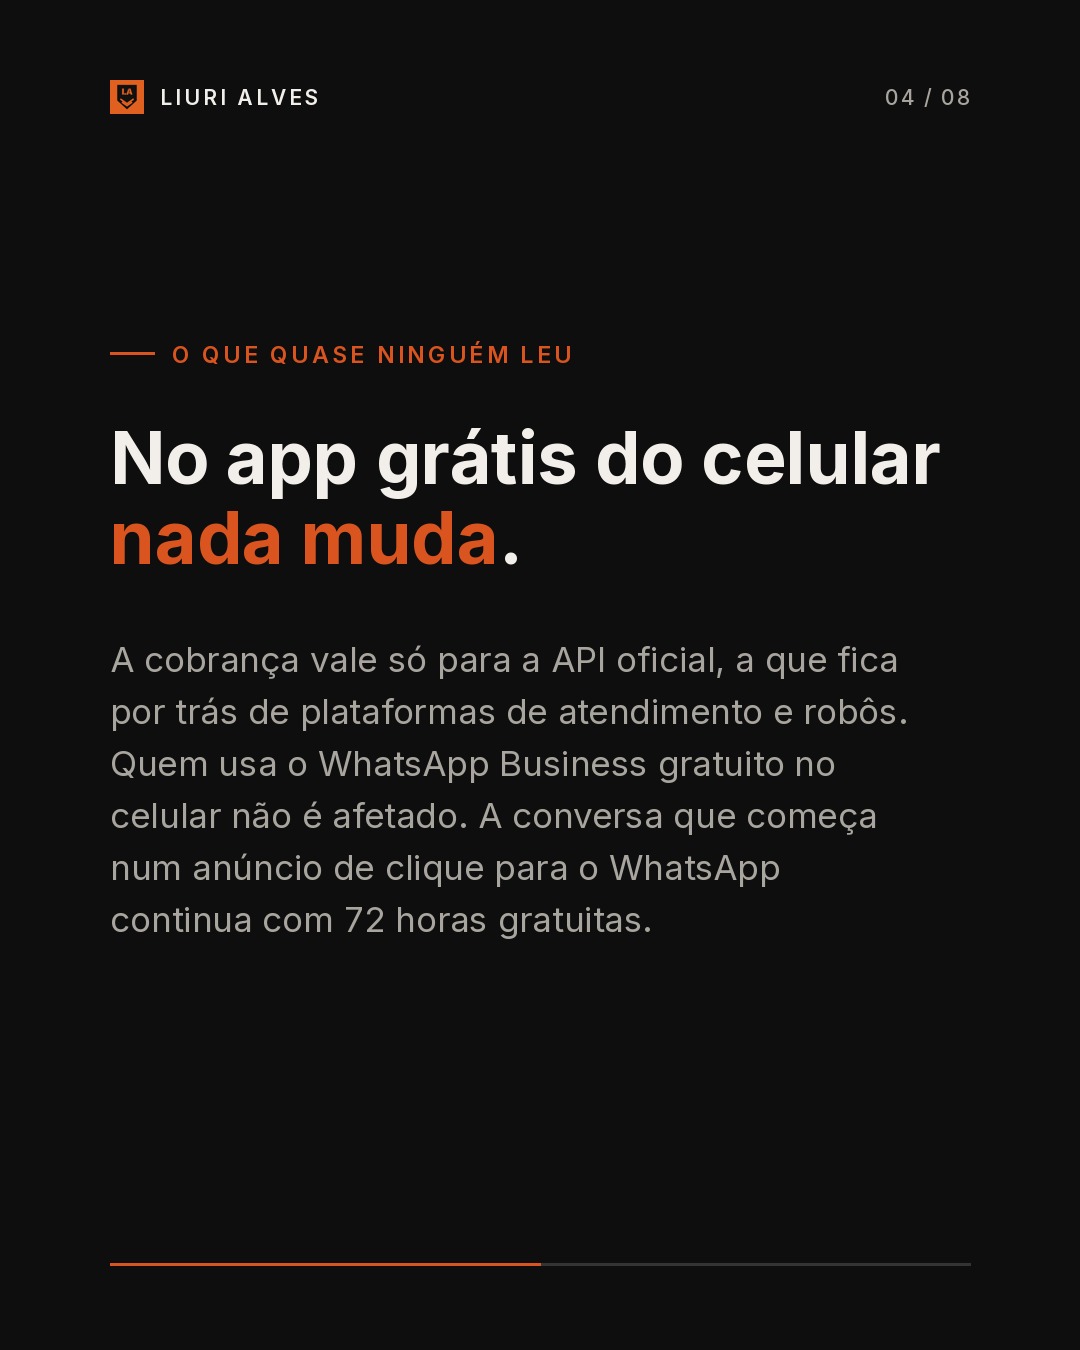 LA
LIURI ALVES
04 / 08
O QUE QUASE NINGUÉM LEU
No app grátis do celular
nada muda.
A cobrança vale só para a API oficial, a que fica
por trás de plataformas de atendimento e robôs.
Quem usa o WhatsApp Business gratuito no
celular não é afetado. A conversa que começa
num anúncio de clique para o WhatsApp
continua com 72 horas gratuitas.